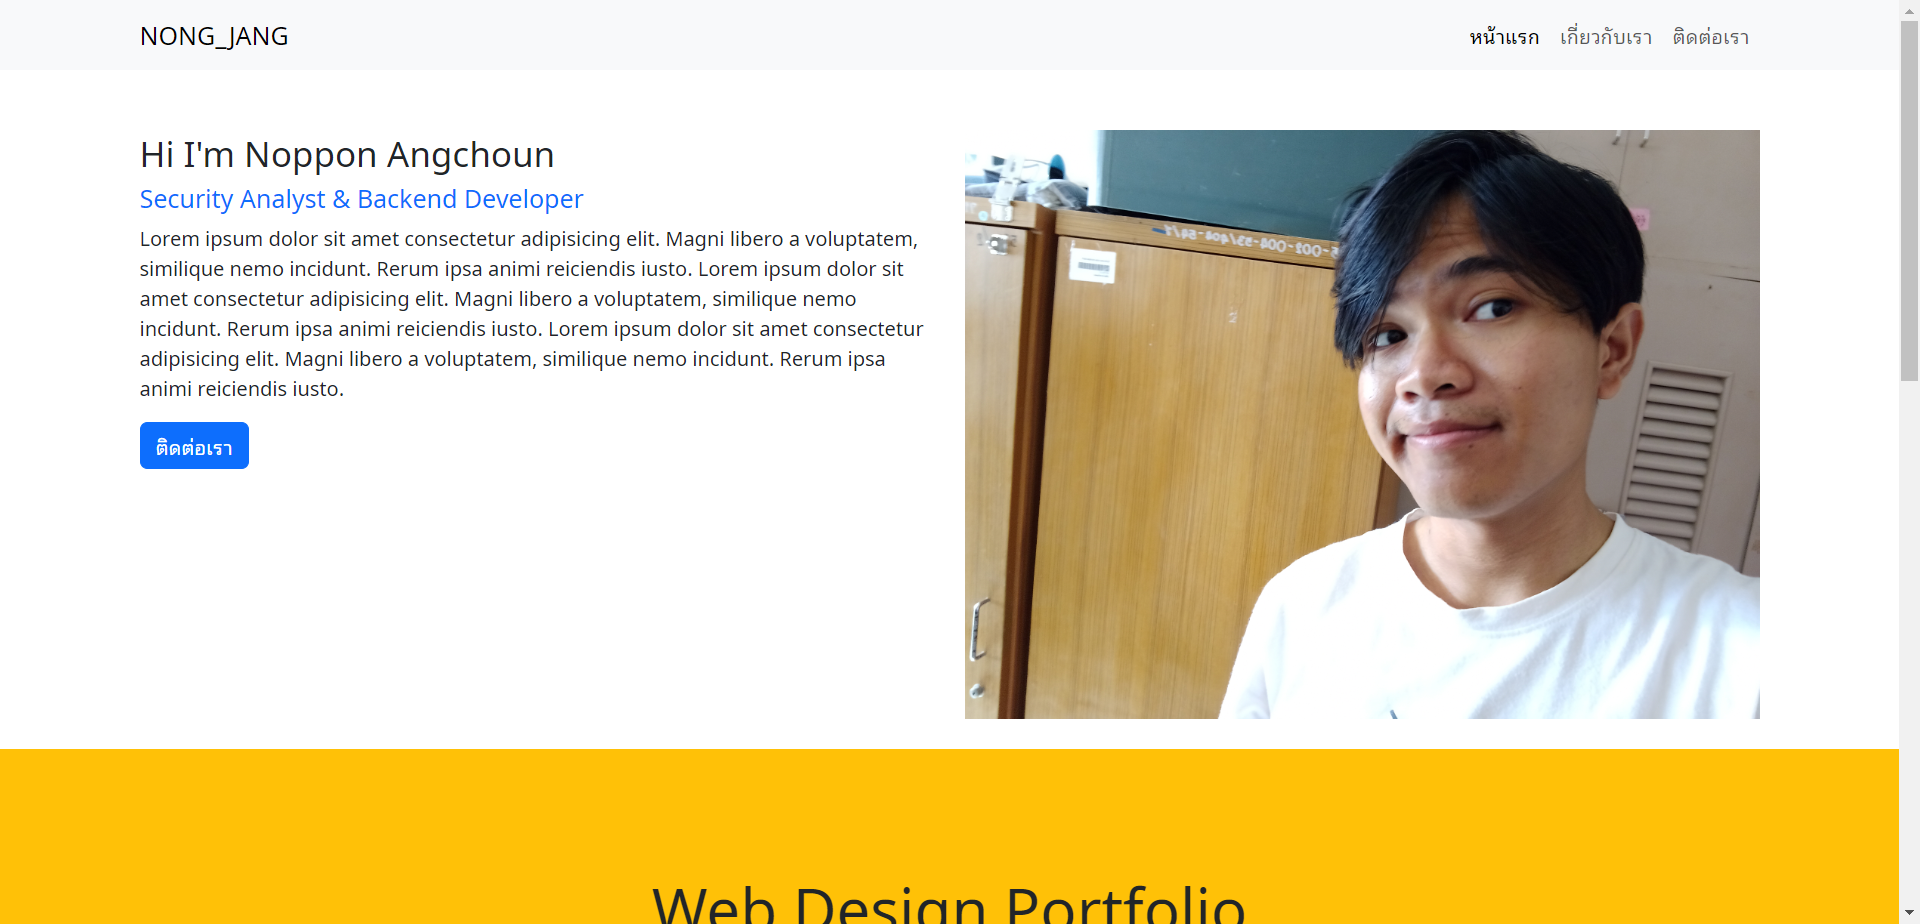 NONG_JANG
หน้าแรก เกี่ยวกับเรา ติดต่อเรา
Hi I'm Noppon Angchoun
Security Analyst & Backend Developer
Lorem ipsum dolor sit amet consectetur adipisicing elit. Magni libero a voluptatem,
similique nemo incidunt. Rerum ipsa animi reiciendis iusto. Lorem ipsum dolor sit
amet consectetur adipisicing elit. Magni libero a voluptatem, similique nemo
incidunt. Rerum ipsa animi reiciendis iusto. Lorem ipsum dolor sit amet consectetur
adipisicing elit. Magni libero a voluptatem, similique nemo incidunt. Rerum ipsa
animi reiciendis iusto.
ติดต่อเรา
Web Design Portfolio